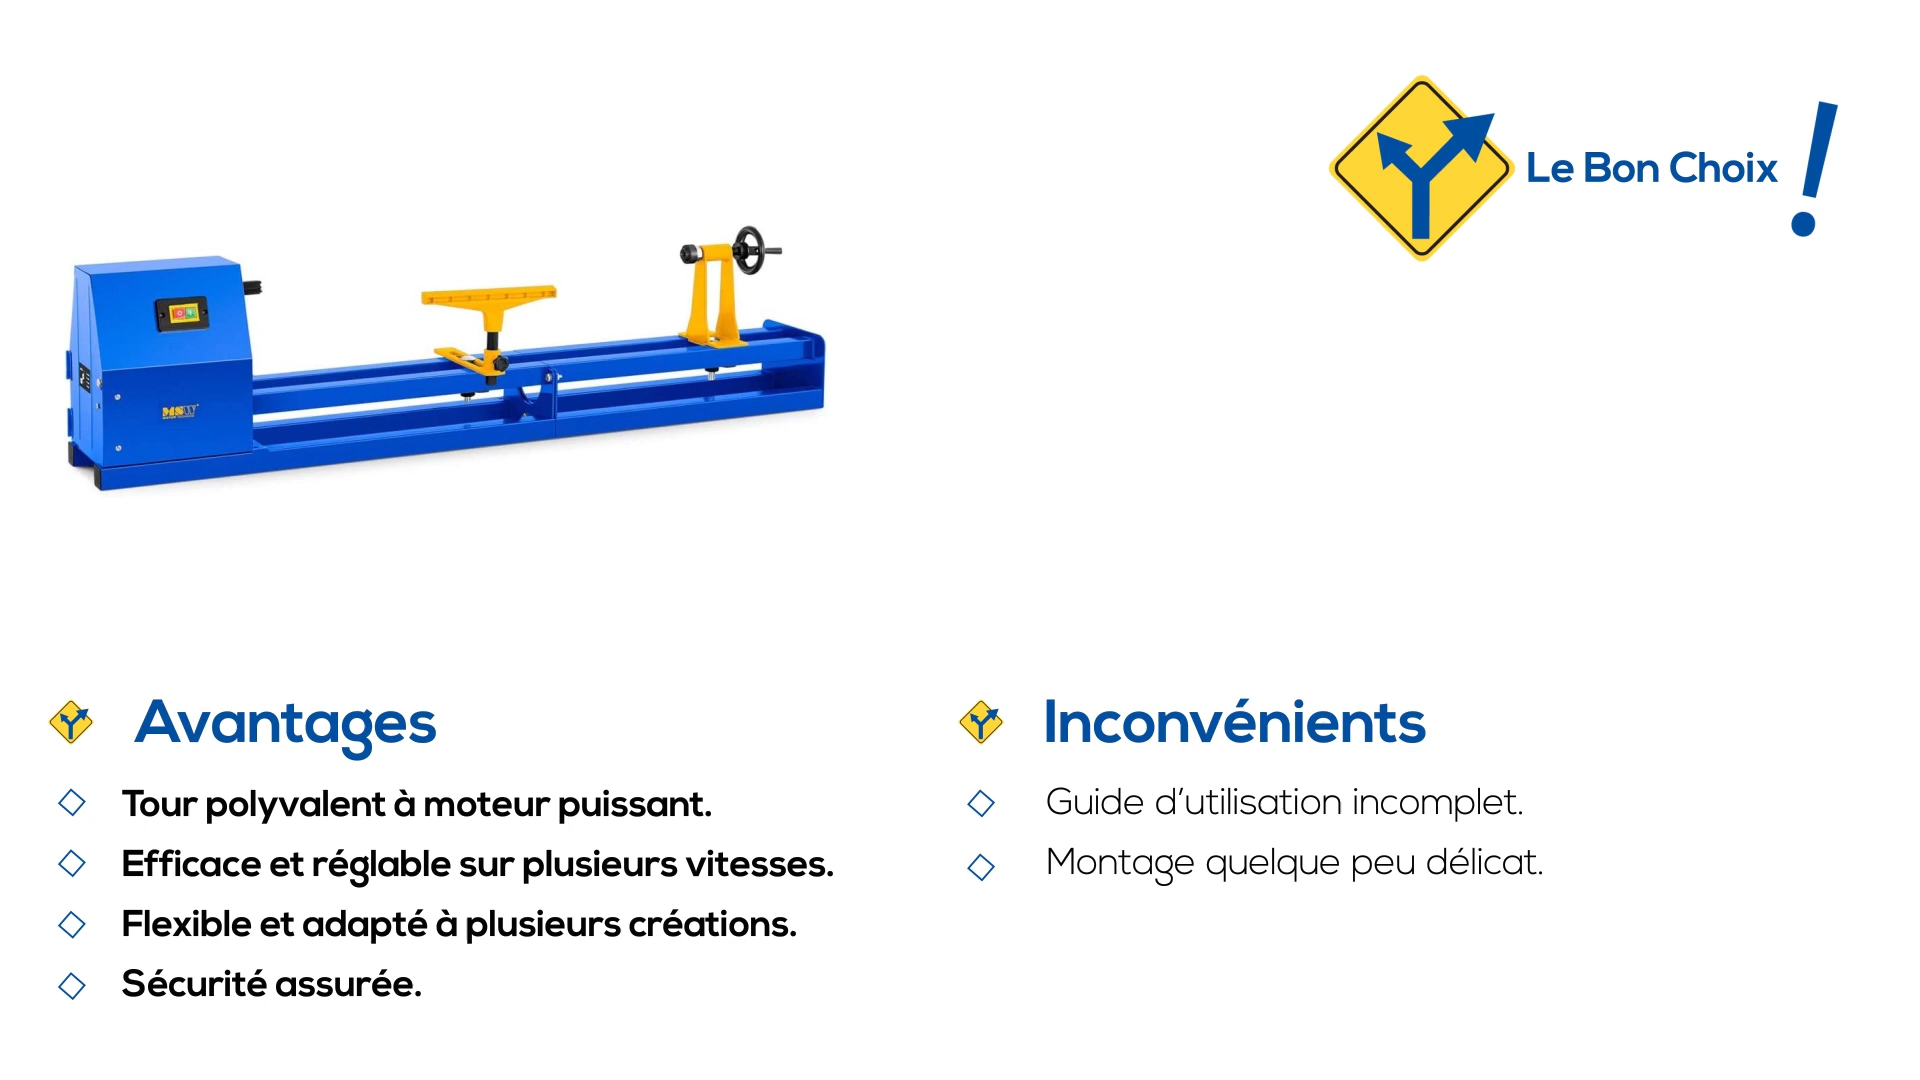 Le Bon Choix !
MSW
Avantages
Tour polyvalent à moteur puissant.
Efficace et réglable sur plusieurs vitesses.
Flexible et adapté à plusieurs créations.
Sécurité assurée.
Inconvénients
Guide d’utilisation incomplet.
Montage quelque peu délicat.